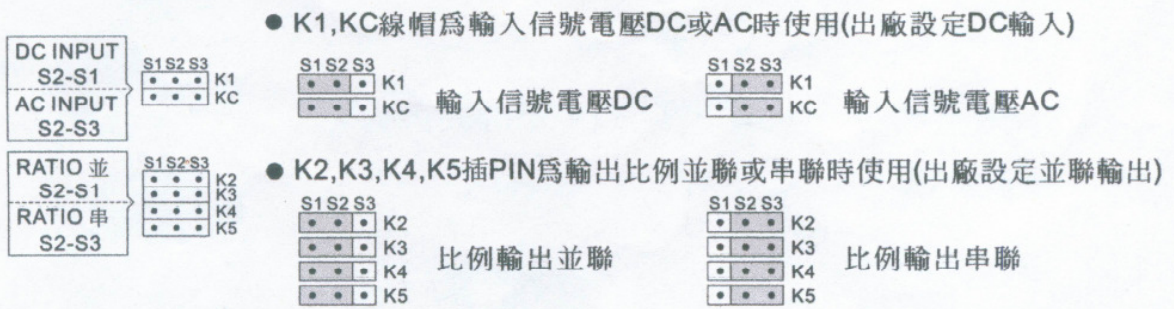 ● K1,KC線帽爲輸入信號電壓DC或AC時使用(出廠設定DC輸入)
DC INPUT
S2-S1
AC INPUT
S2-S3
S1 S2 S3
K1
KC
S1 S2 S3
K1
KC
輸入信號電壓DC
S1 S2 S3
K1
KC
輸入信號電壓AC
● K2,K3,K4,K5插PIN爲輸出比例並聯或串聯時使用(出廠設定並聯輸出)
RATIO 並
S2-S1
RATIO 串
S2-S3
S1 S2-S3
K2
K3
K4
K5
S1 S2 S3
K2
K3
K4
K5
比例輸出並聯
S1 S2 S3
K2
K3
K4
K5
比例輸出串聯